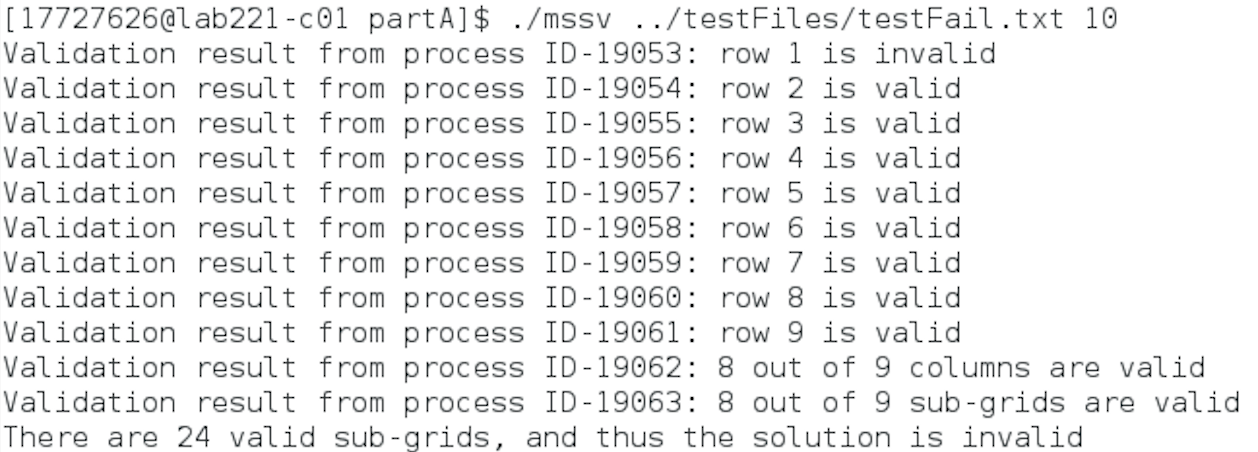 [17727626@lab221-c01 partA]$ ./mssv ../testFiles/testFail.txt 10
Validation result from process ID-19053: row 1 is invalid
Validation result from process ID-19054: row 2 is valid
Validation result from process ID-19055: row 3 is valid
Validation result from process ID-19056: row 4 is valid
Validation result from process ID-19057: row 5 is valid
Validation result from process ID-19058: row 6 is valid
Validation result from process ID-19059: row 7 is valid
Validation result from process ID-19060: row 8 is valid
Validation result from process ID-19061: row 9 is valid
Validation result from process ID-19062: 8 out of 9 columns are valid
Validation result from process ID-19063: 8 out of 9 sub-grids are valid
There are 24 valid sub-grids, and thus the solution is invalid